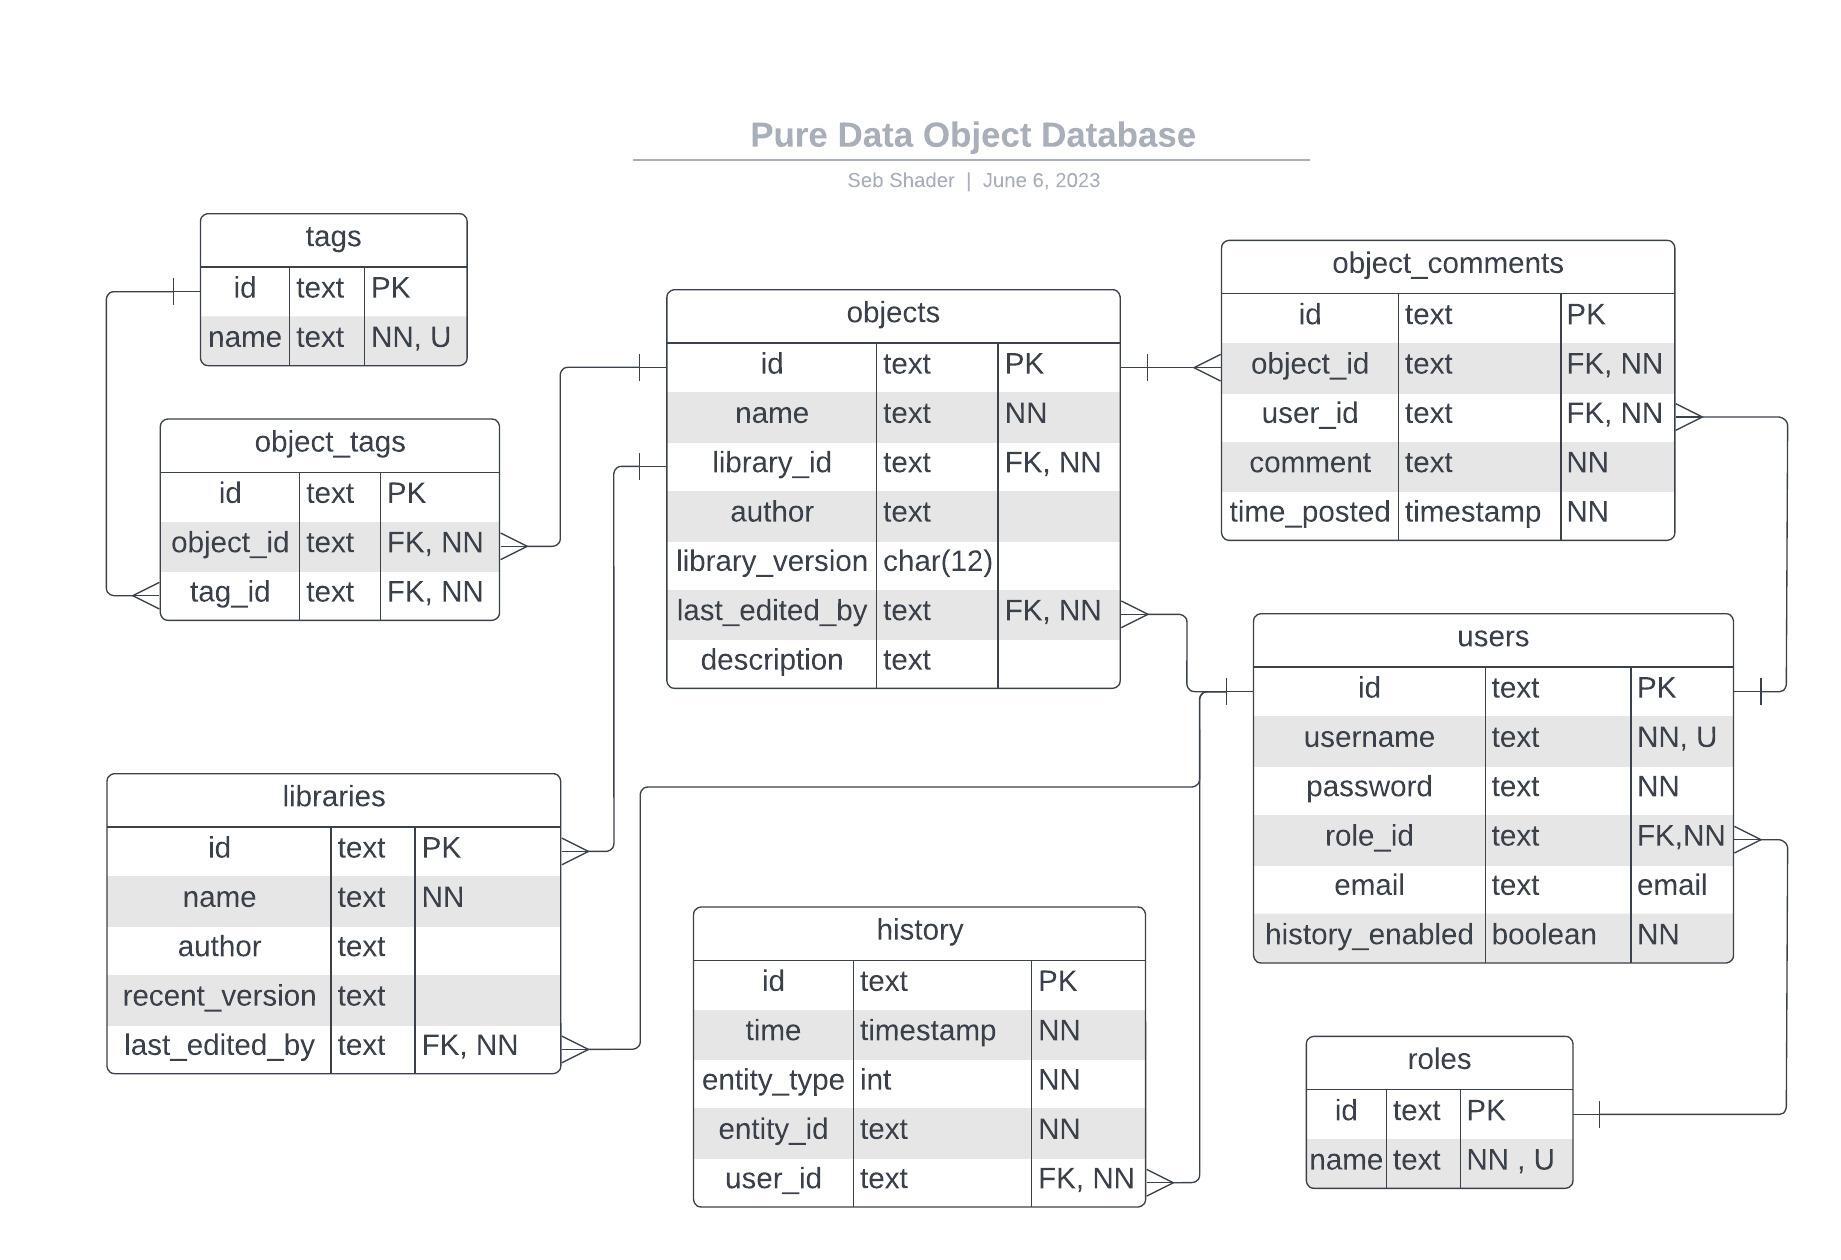 Pure Data Object Database
Seb Shader | June 6, 2023
tags
id text PK
name text NN, U
object_tags
id text PK
object_id text FK, NN
tag_id text FK, NN
objects
id text PK
name text NN
library_id text FK, NN
author text
library_version char(12)
last_edited_by text FK, NN
description text
object_comments
id text PK
object_id text FK, NN
user_id text FK, NN
comment text NN
time_posted timestamp NN
users
id text PK
username text NN, U
password text NN
role_id text FK,NN
email text email
history_enabled boolean NN
libraries
id text PK
name text NN
author text
recent_version text
last_edited_by text FK, NN
history
id text PK
time timestamp NN
entity_type int NN
entity_id text NN
user_id text FK, NN
roles
id text PK
name text NN , U